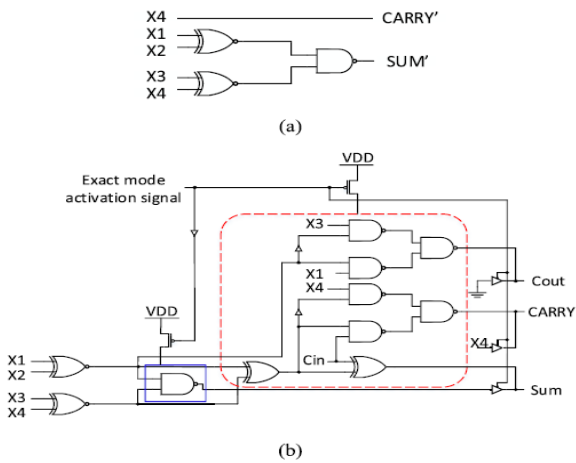 X4
CARRY'
X1
X2
SUM'
X3
X4
(a)
VDD
Exact mode
activation signal
X3
X1
Cout
X4
VDD
CARRY
X4
X1
X2
Cin
Sum
X3
X4
(b)